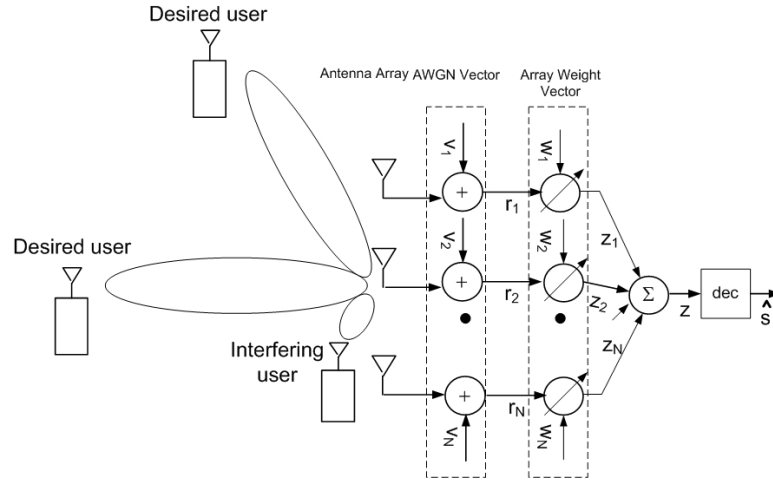 Desired user
Antenna Array AWGN Vector
Array Weight
Vector
v1
w1
r1
z1
Desired user
v2
w2
r2
z2
Σ
z
dec
ŝ
Interfering
user
zN
rN
vN
wN
+
+
+